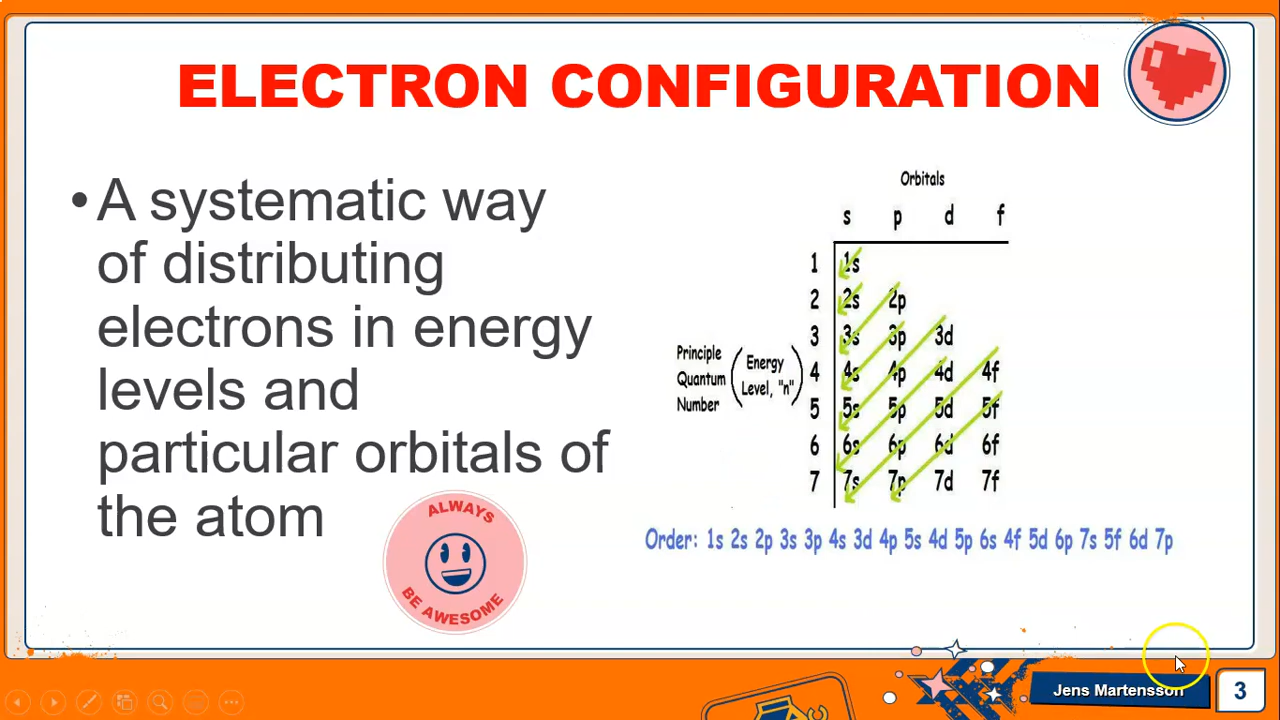 ELECTRON CONFIGURATION
• A systematic way
of distributing
electrons in energy
levels and
particular orbitals of
the atom
ALWAYS
BE AWESOME
Orbitals
s p d f
1 1s
2 2s 2p
3 3s 3p 3d
Principle
Quantum
Number
Energy
Level, "n"
4 4s 4p 4d 4f
5 5s 5p 5d 5f
6 6s 6p 6d 6f
7 7s 7p 7d 7f
Order: 1s 2s 2p 3s 3p 4s 3d 4p 5s 4d 5p 6s 4f 5d 6p 7s 5f 6d 7p
Jens Martensson
3